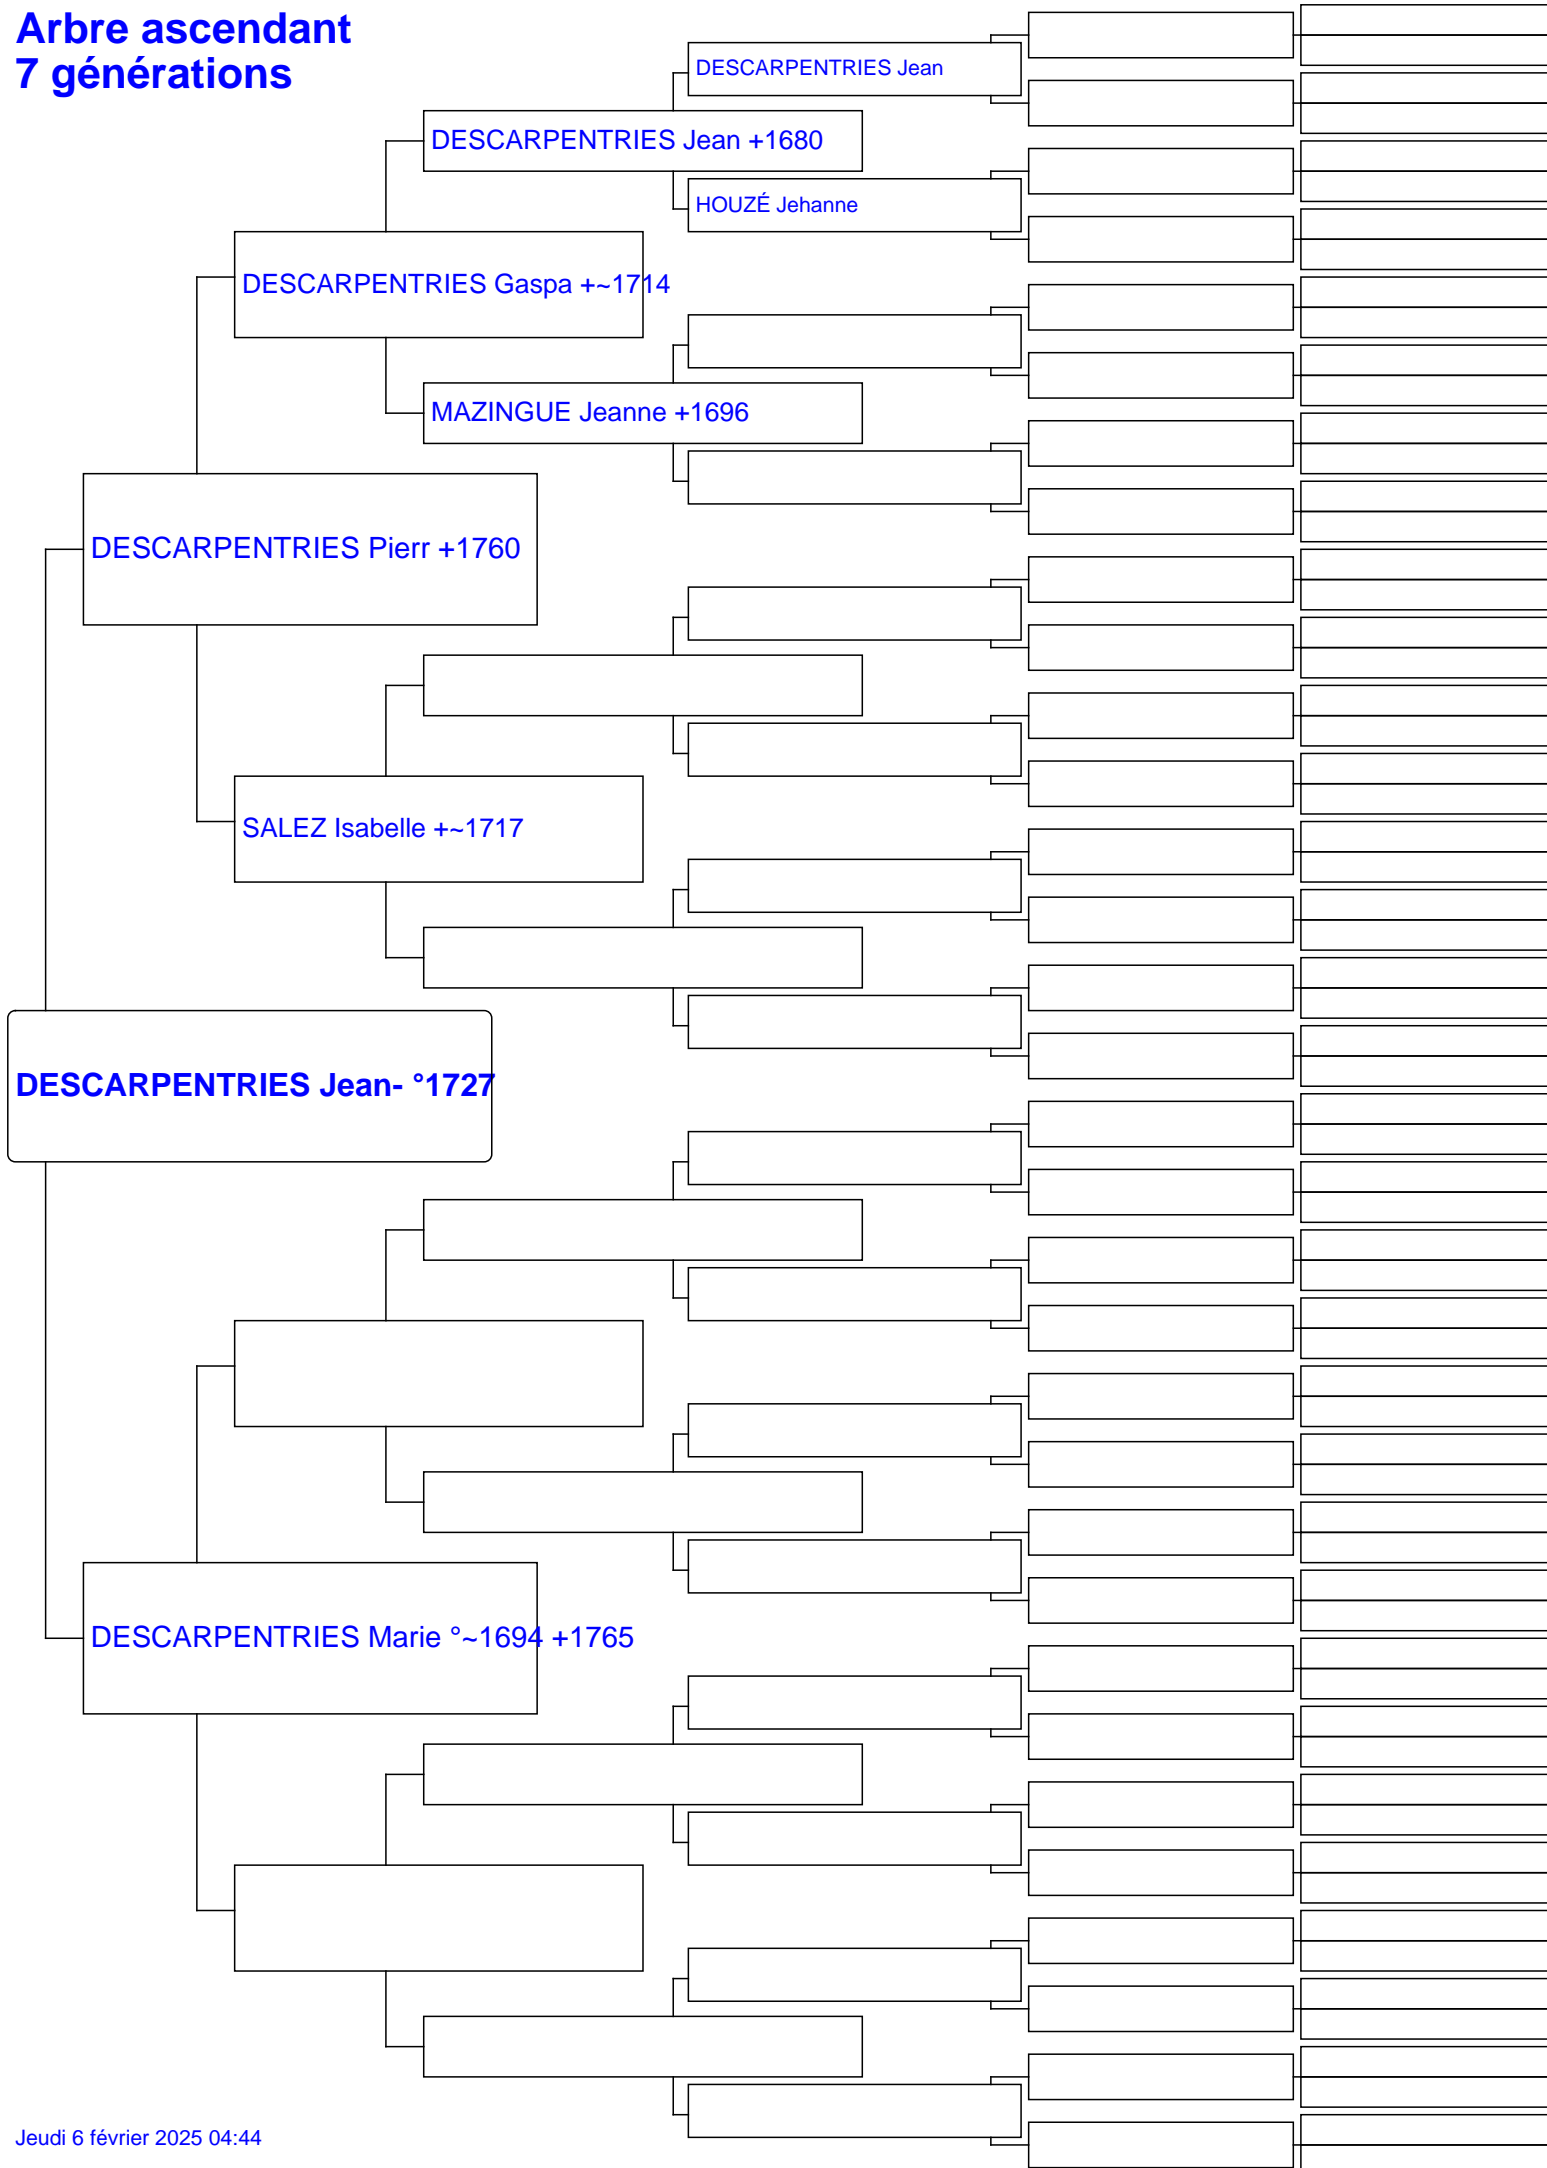 Arbre ascendant
7 générations
DESCARPENTRIES Jean
DESCARPENTRIES Jean +1680
HOUZÉ Jehanne
DESCARPENTRIES Gaspa +~1714
MAZINGUE Jeanne +1696
DESCARPENTRIES Pierr +1760
SALEZ Isabelle +~1717
DESCARPENTRIES Jean- °1727
DESCARPENTRIES Marie °~1694 +1765
Jeudi 6 février 2025 04:44